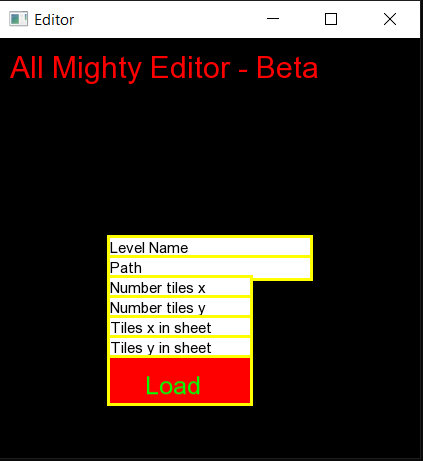 Editor
All Mighty Editor - Beta
Level Name
Path
Number tiles x
Number tiles y
Tiles x in sheet
Tiles y in sheet
Load